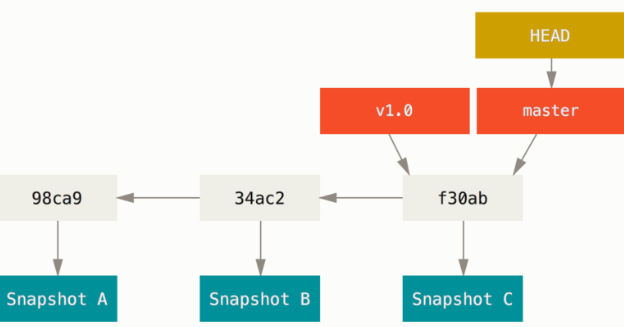 HEAD
v1.0
master
98ca9
34ac2
f30ab
Snapshot A
Snapshot B
Snapshot C